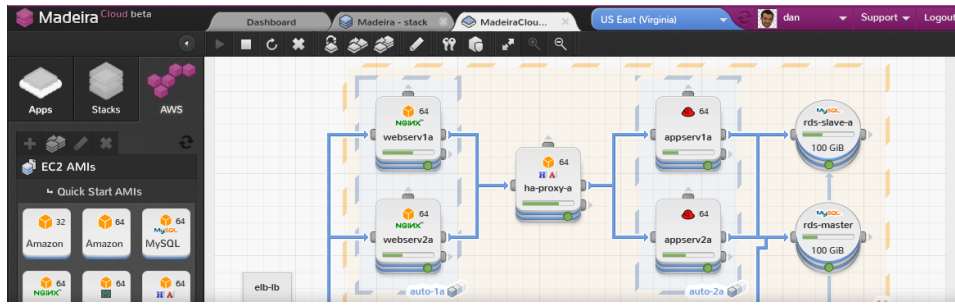 Madeira Cloud beta
Dashboard
Madeira - stack
MadeiraClou...
US East (Virginia)
dan
Support
Logout
Apps
Stacks
AWS
EC2 AMIs
Quick Start AMIs
32
Amazon
64
Amazon
64
MySQL
MySQL
64
NGINX
64
64
HA
64
NGINX
webserv1a
64
NGINX
webserv2a
64
HA
ha-proxy-a
64
appserv1a
64
appserv2a
MySQL
rds-slave-a
100 GiB
MySQL
rds-master
100 GiB
elb-lb
auto-1a
auto-2a